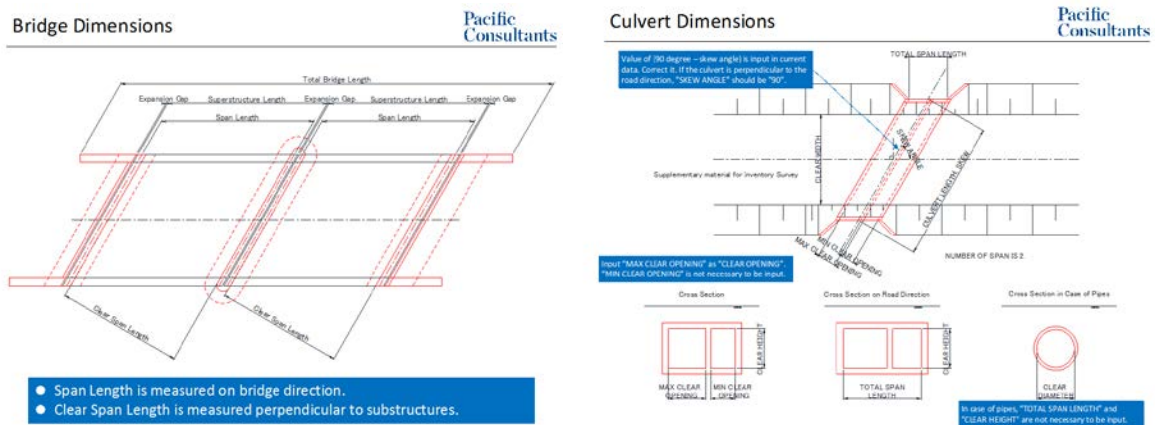 Bridge Dimensions
Pacific
Consultants
Total Bridge Length
Expansion Gap
Superstructure Length
Expansion Gap
Superstructure Length
Expansion Gap
Span Length
Span Length
Clear Span Length
Clear Span Length
● Span Length is measured on bridge direction.
● Clear Span Length is measured perpendicular to substructures.
Culvert Dimensions
Pacific
Consultants
TOTAL SPAN LENGTH
Value of (90 degree – skew angle) is input in current
data. Correct it. If the culvert is perpendicular to the
road direction, "SKEW ANGLE" should be "90".
CLEAR WIDTH
SKEW ANGLE
CULVERT LENGTH SKEW
Supplementary material for Inventory Survey
MIN CLEAR OPENING
MAX CLEAR OPENING
NUMBER OF SPAN IS 2
Input "MAX CLEAR OPENING" as "CLEAR OPENING".
"MIN CLEAR OPENING" is not necessary to be input.
Cross Section
Cross Section on Road Direction
Cross Section in Case of Pipes
CLEAR HEIGHT
CLEAR HEIGHT
MAX CLEAR
OPENING
MIN CLEAR
OPENING
TOTAL SPAN
LENGTH
CLEAR
DIAMETER
In case of pipes, "TOTAL SPAN LENGTH" and
"CLEAR HEIGHT" are not necessary to be input.